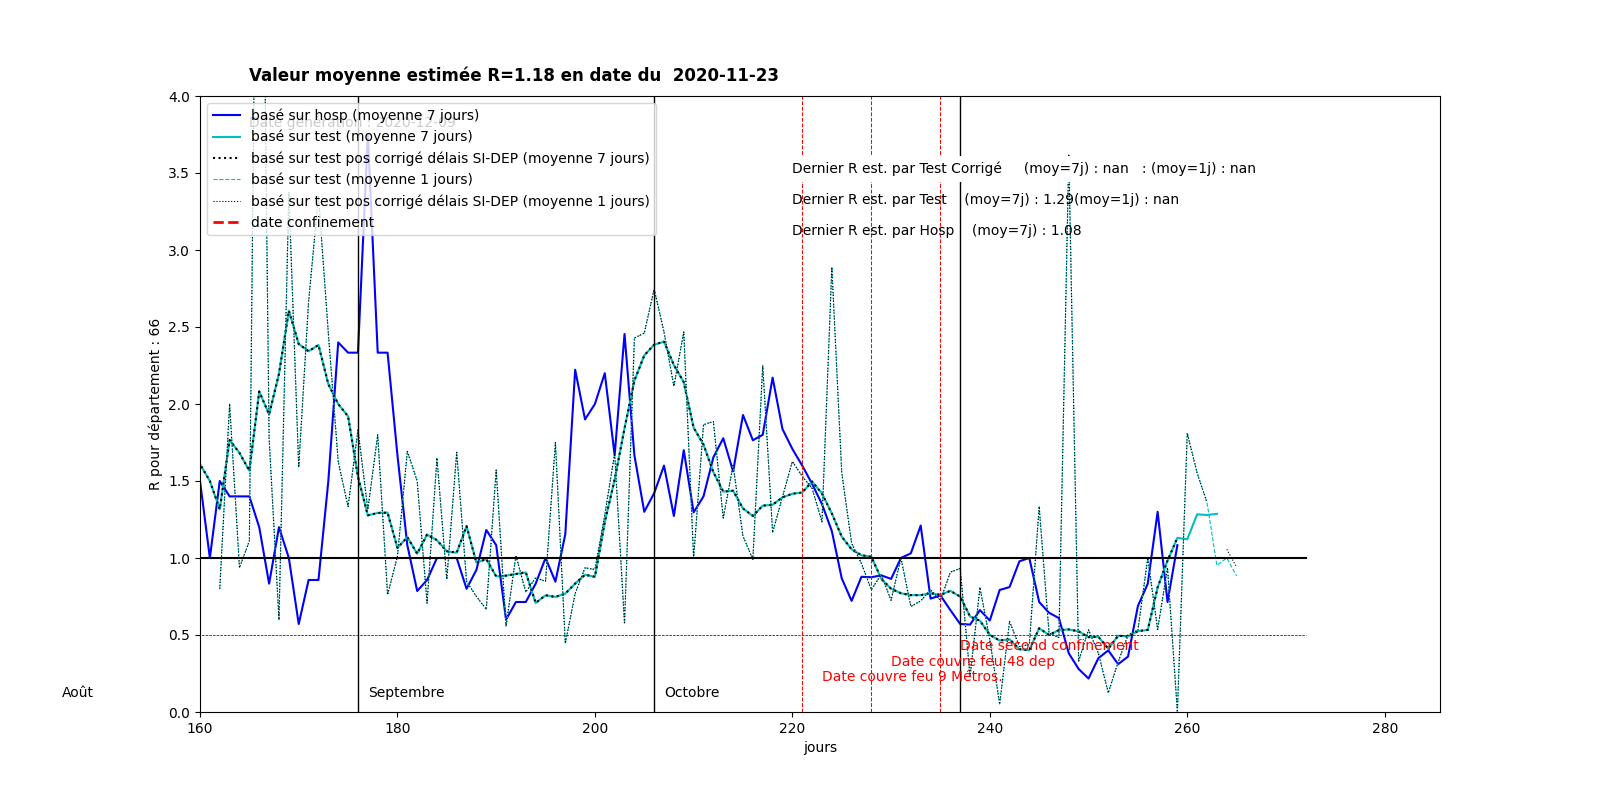 Valeur moyenne estimée R=1.18 en date du  2020-11-23
Date génération : 2020-12-09
basé sur hosp (moyenne 7 jours)
basé sur test (moyenne 7 jours)
basé sur test pos corrigé délais SI-DEP (moyenne 7 jours)
basé sur test (moyenne 1 jours)
basé sur test pos corrigé délais SI-DEP (moyenne 1 jours)
date confinement
Dernier R est. par Test Corrigé     (moy=7j) : nan   : (moy=1j) : nan
Dernier R est. par Test    (moy=7j) : 1.29(moy=1j) : nan
Dernier R est. par Hosp    (moy=7j) : 1.08
4.0
3.5
3.0
2.5
2.0
1.5
1.0
0.5
0.0
R pour département : 66
Date second confinement
Date couvre feu 48 dep
Date couvre feu 9 Métros
Août
Septembre
Octobre
160
180
200
220
240
260
280
jours